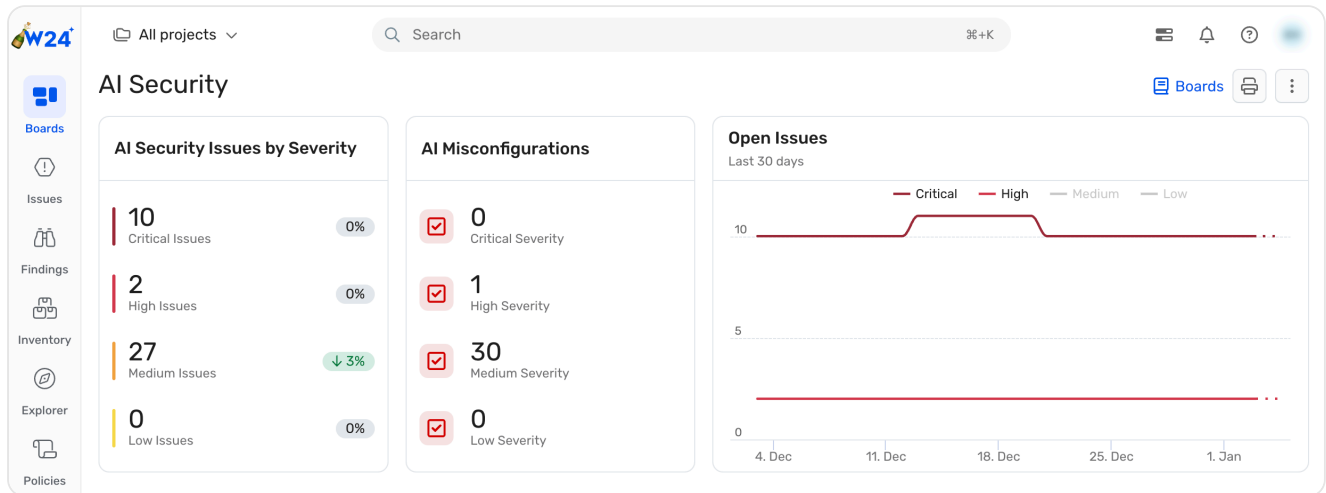 W24+
All projects
Search
⌘+K
AI Security
Boards
Boards
Issues
Findings
Inventory
Explorer
Policies
AI Security Issues by Severity
10
Critical Issues
0%
2
High Issues
0%
27
Medium Issues
↓ 3%
0
Low Issues
0%
AI Misconfigurations
0
Critical Severity
1
High Severity
30
Medium Severity
0
Low Severity
Open Issues
Last 30 days
Critical High Medium Low
10
5
0
4. Dec 11. Dec 18. Dec 25. Dec 1. Jan